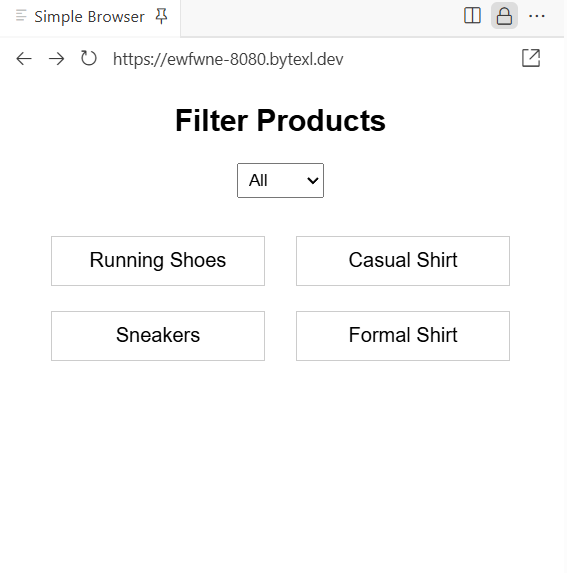 Simple Browser
https://ewfwne-8080.bytexl.dev
Filter Products
All
Running Shoes
Casual Shirt
Sneakers
Formal Shirt